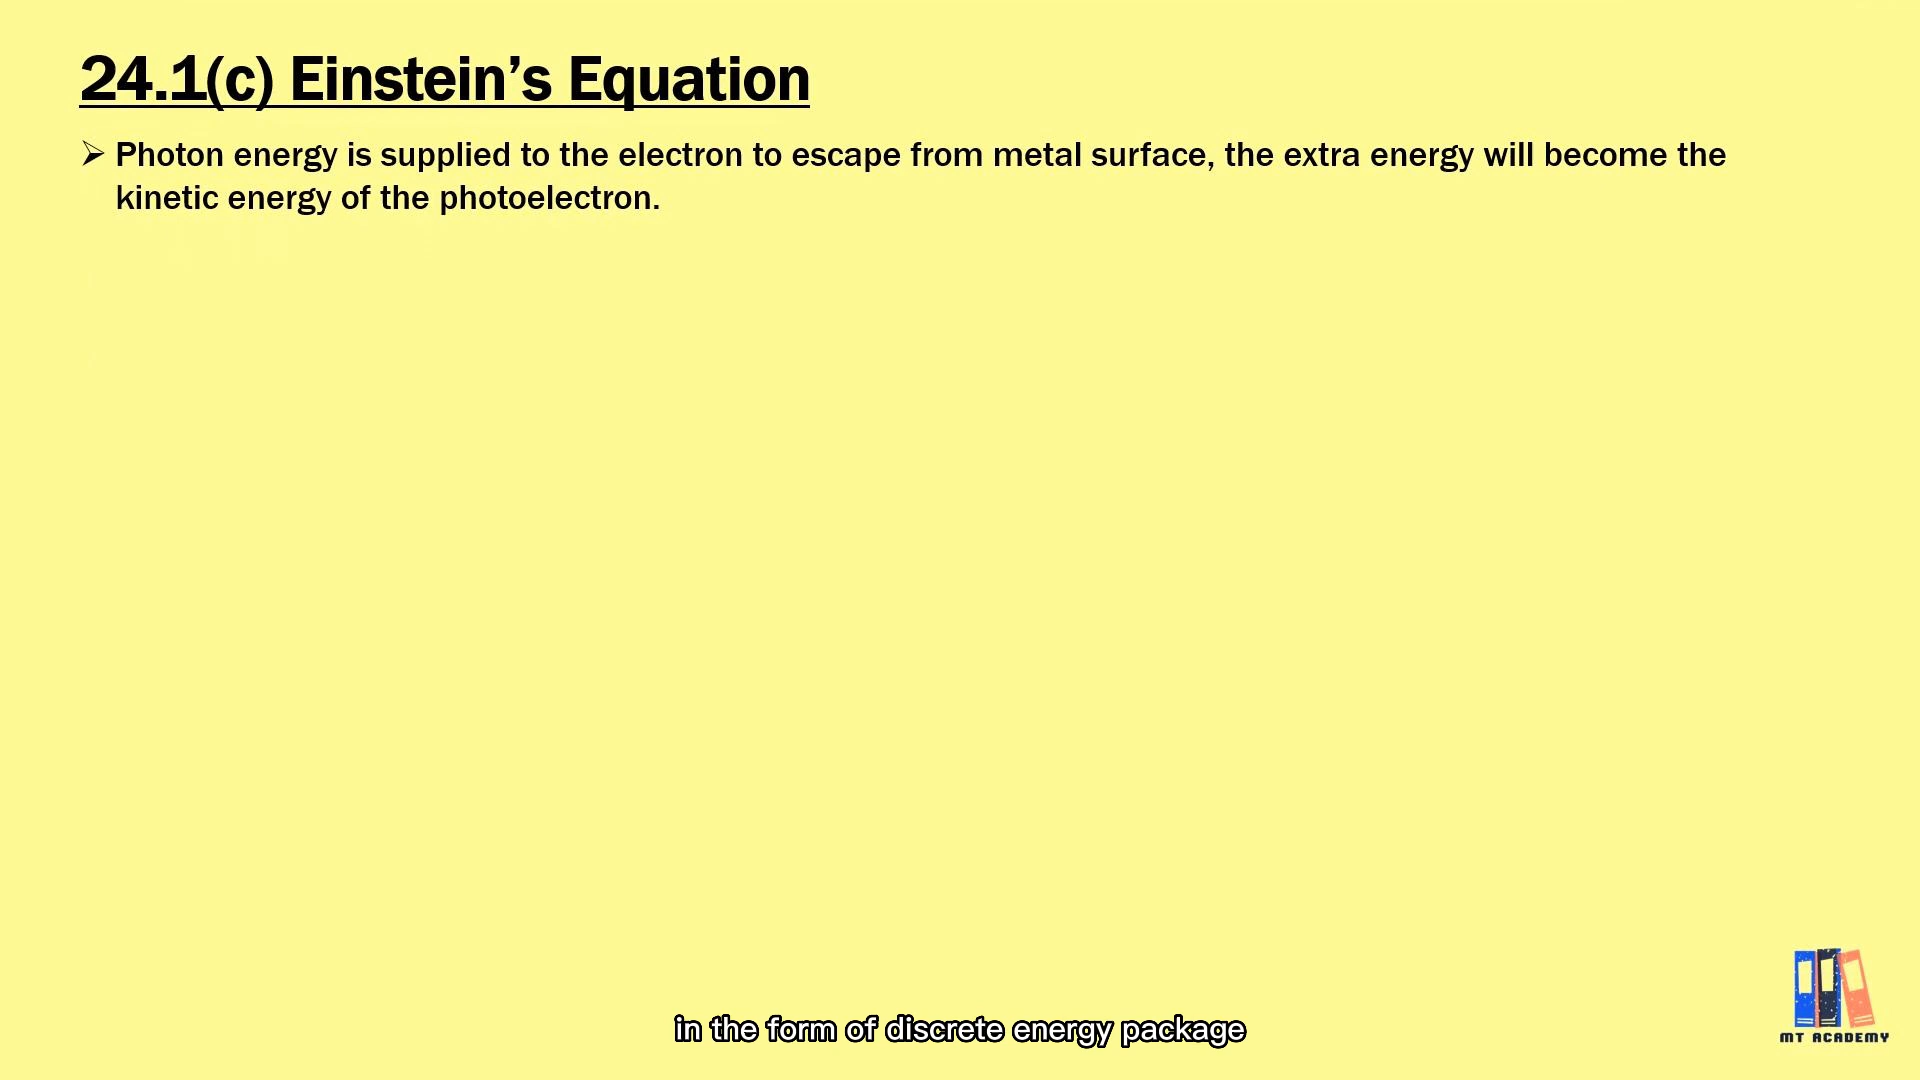 24.1(c) Einstein’s Equation
➢ Photon energy is supplied to the electron to escape from metal surface, the extra energy will become the
kinetic energy of the photoelectron.
in the form of discrete energy package
MT ACADEMY